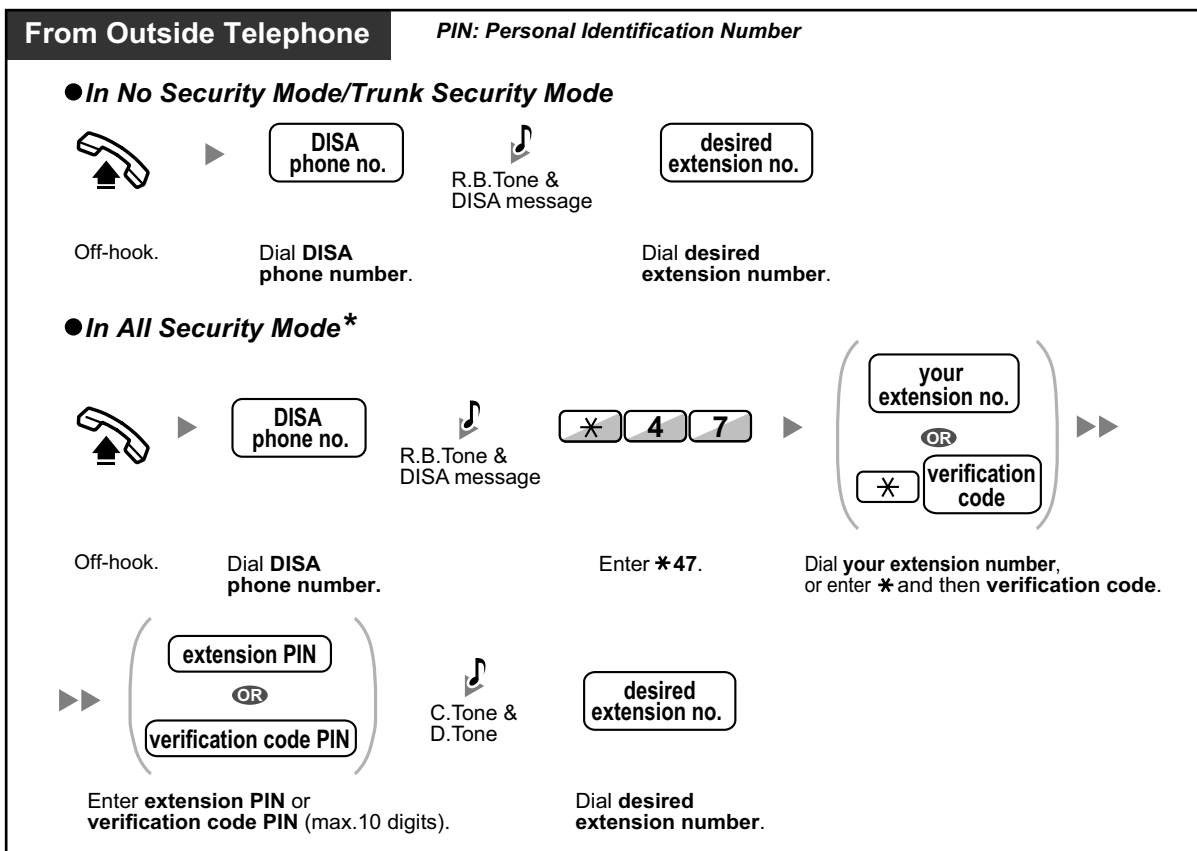 From Outside Telephone
PIN: Personal Identification Number
●In No Security Mode/Trunk Security Mode
DISA
phone no.
R.B.Tone &
DISA message
desired
extension no.
Off-hook.
Dial DISA
phone number.
Dial desired
extension number.
●In All Security Mode*
DISA
phone no.
R.B.Tone &
DISA message
* 4 7
your
extension no.
OR
* verification
code
Off-hook.
Dial DISA
phone number.
Enter *47.
Dial your extension number,
or enter * and then verification code.
extension PIN
OR
verification code PIN
C.Tone &
D.Tone
desired
extension no.
Enter extension PIN or
verification code PIN (max.10 digits).
Dial desired
extension number.